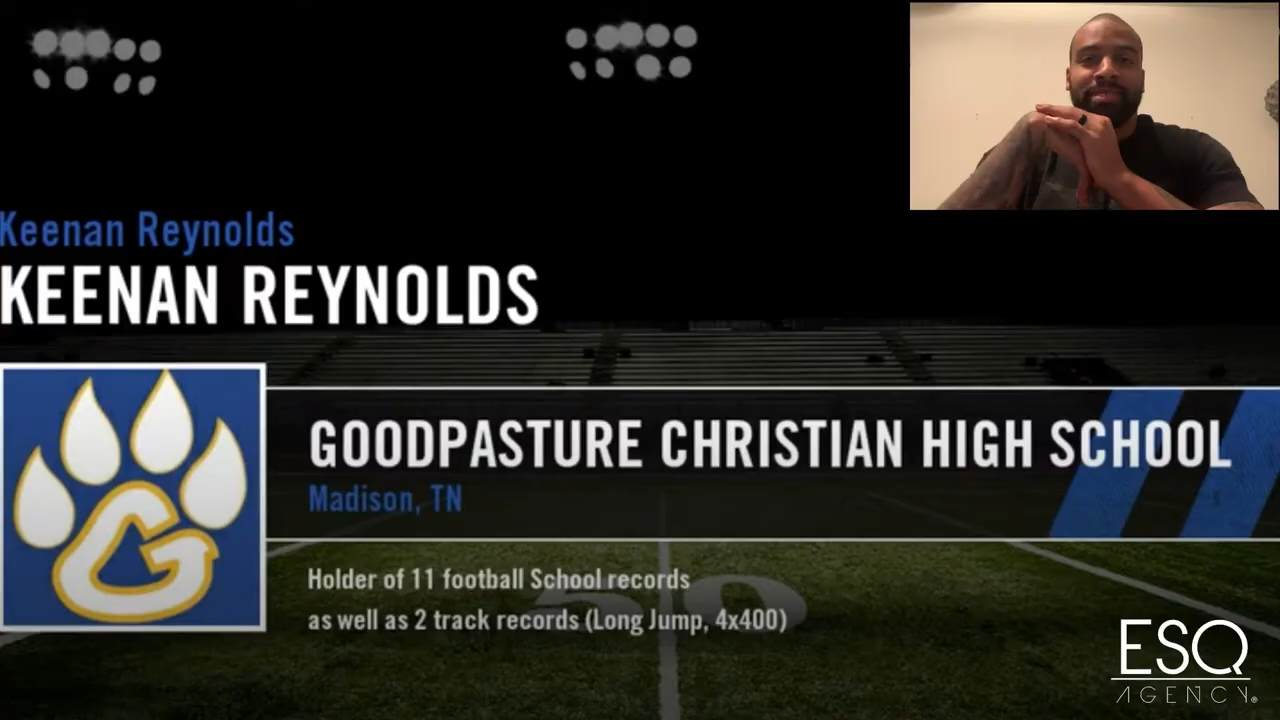 Keenan Reynolds
KEENAN REYNOLDS
GOODPASTURE CHRISTIAN HIGH SCHOOL
Madison, TN
Holder of 11 football School records
as well as 2 track records (Long Jump, 4x400)
50
G
ESQ
AGENCY®